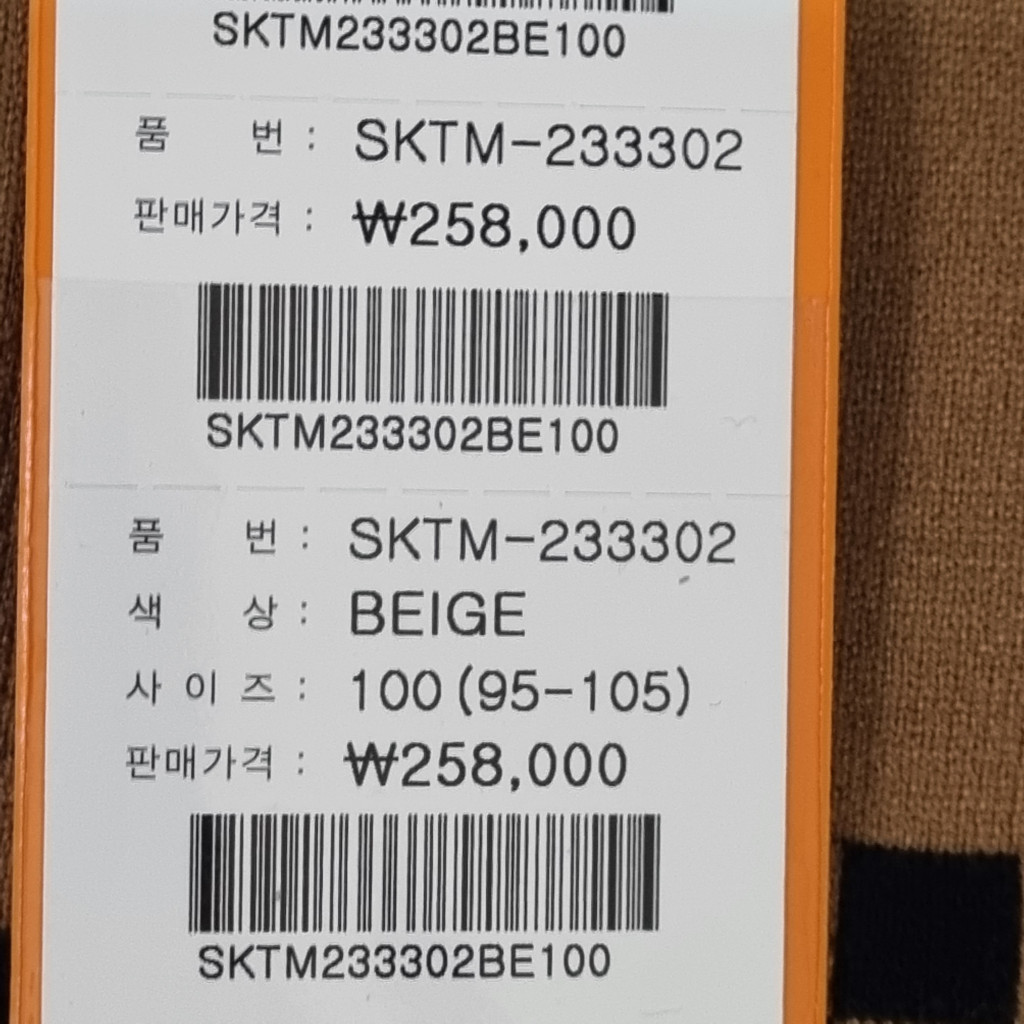 SKTM233302BE100
품 번 : SKTM-233302
판매가격 : ₩258,000
SKTM233302BE100
품 번 : SKTM-233302
색 상 : BEIGE
사 이 즈 : 100(95-105)
판매가격 : ₩258,000
SKTM233302BE100